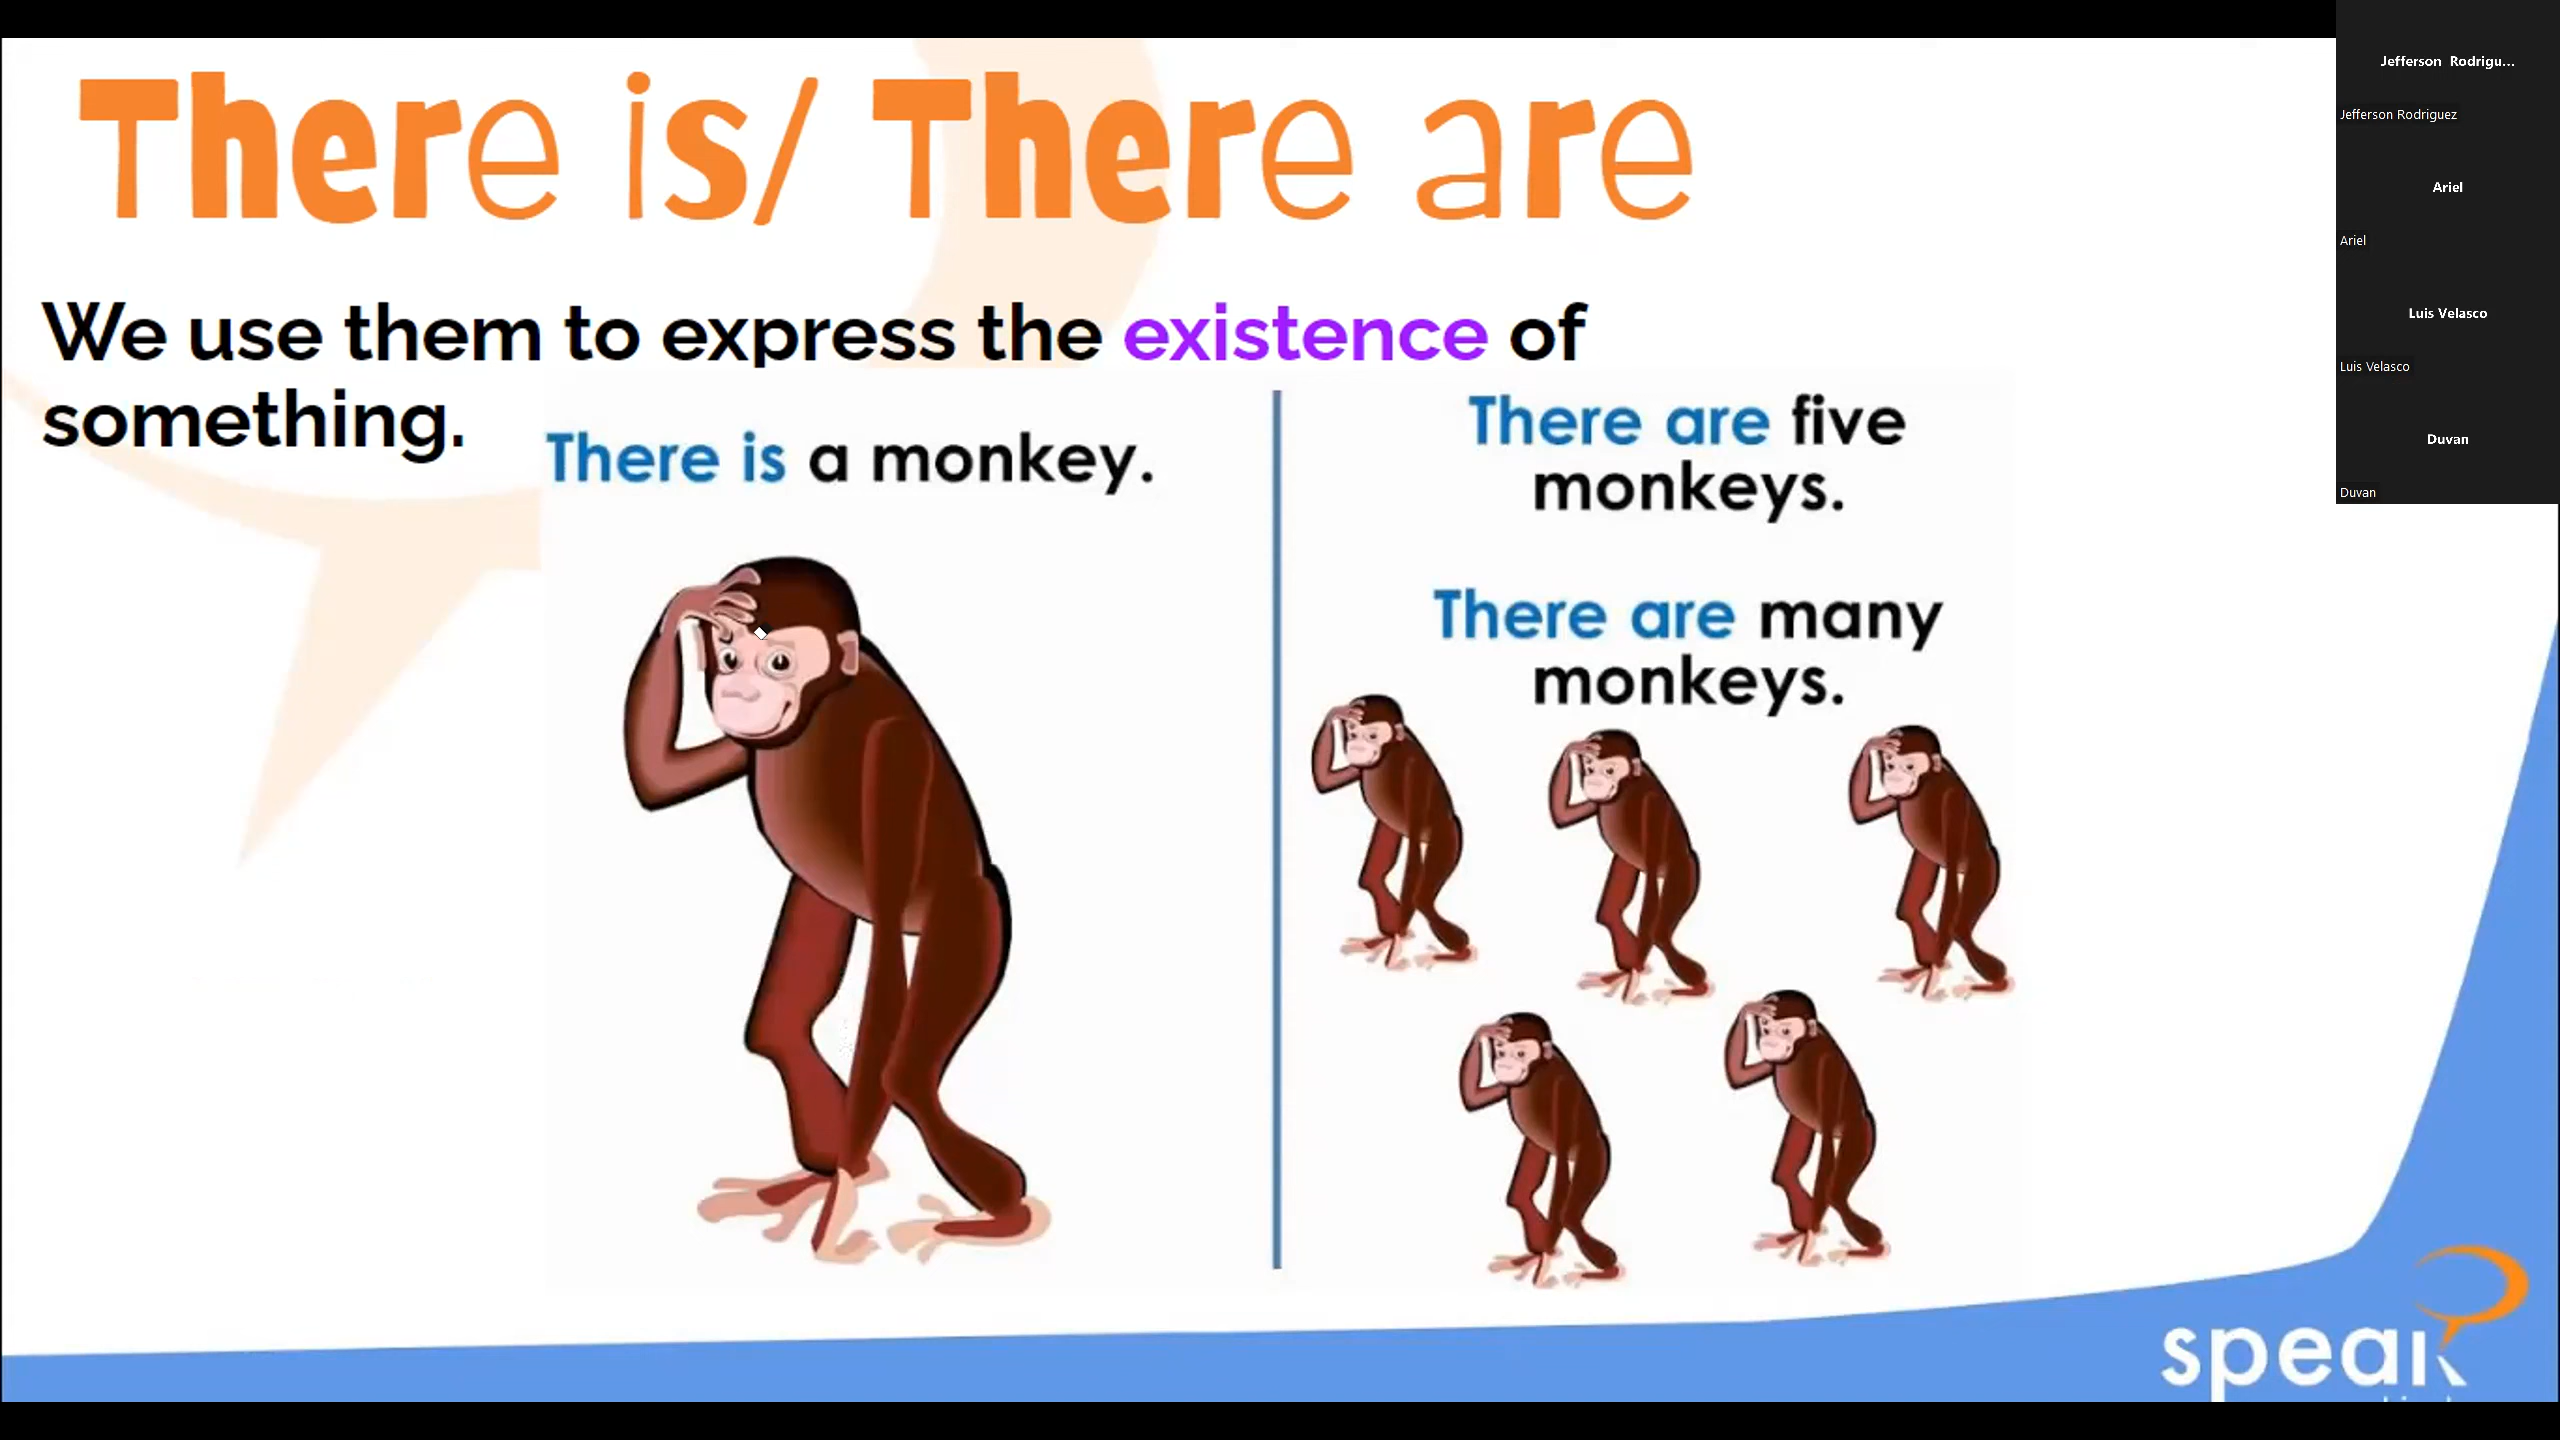 There is/ There are
We use them to express the existence of
something.
There is a monkey.
There are five
monkeys.
There are many
monkeys.
speak
Jefferson Rodrigu...
Jefferson Rodriguez
Ariel
Ariel
Luis Velasco
Luis Velasco
Duvan
Duvan